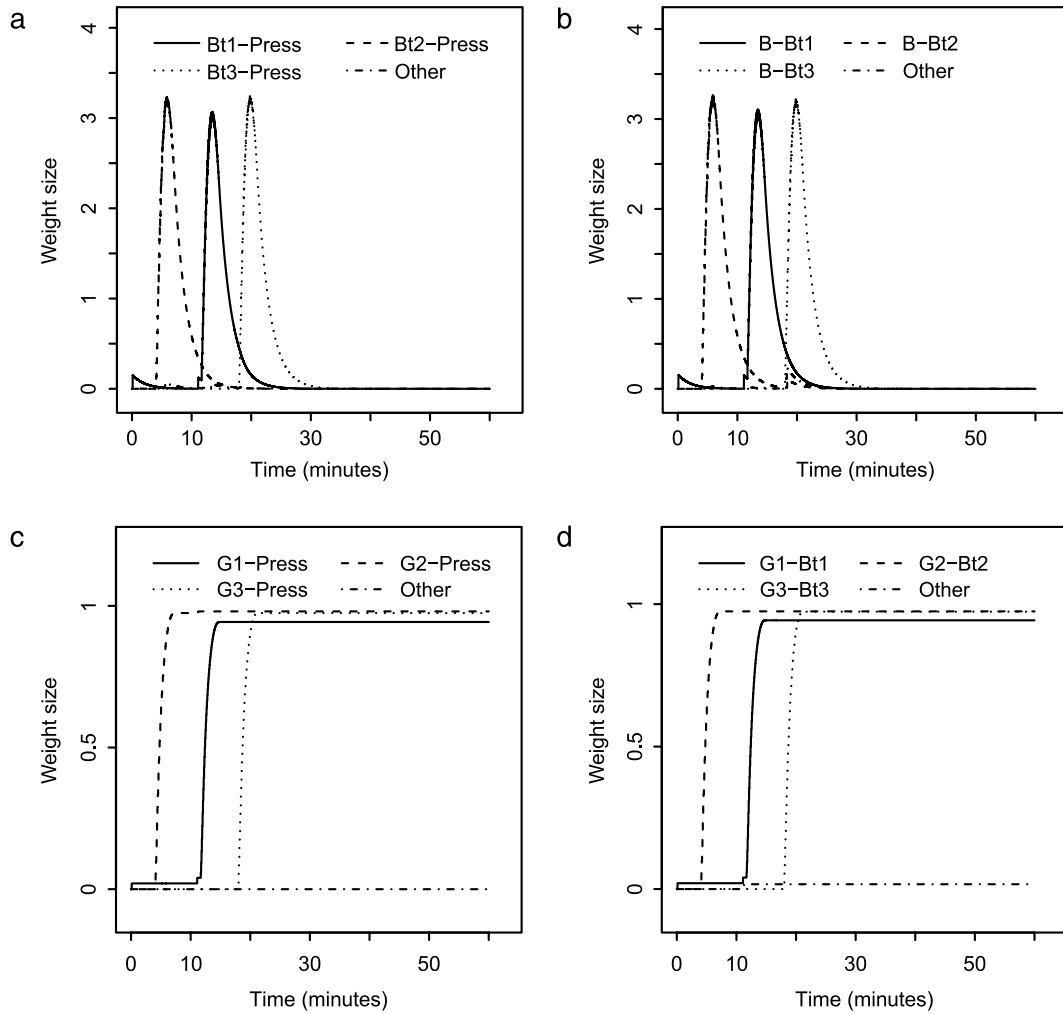 a
Bt1−Press
Bt2−Press
Bt3−Press
Other
Weight size
4
3
2
1
0
0
10
30
50
Time (minutes)
b
B−Bt1
B−Bt2
B−Bt3
Other
Weight size
4
3
2
1
0
0
10
30
50
Time (minutes)
c
G1−Press
G2−Press
G3−Press
Other
Weight size
1
0.5
0
0
10
30
50
Time (minutes)
d
G1−Bt1
G2−Bt2
G3−Bt3
Other
Weight size
1
0.5
0
0
10
30
50
Time (minutes)